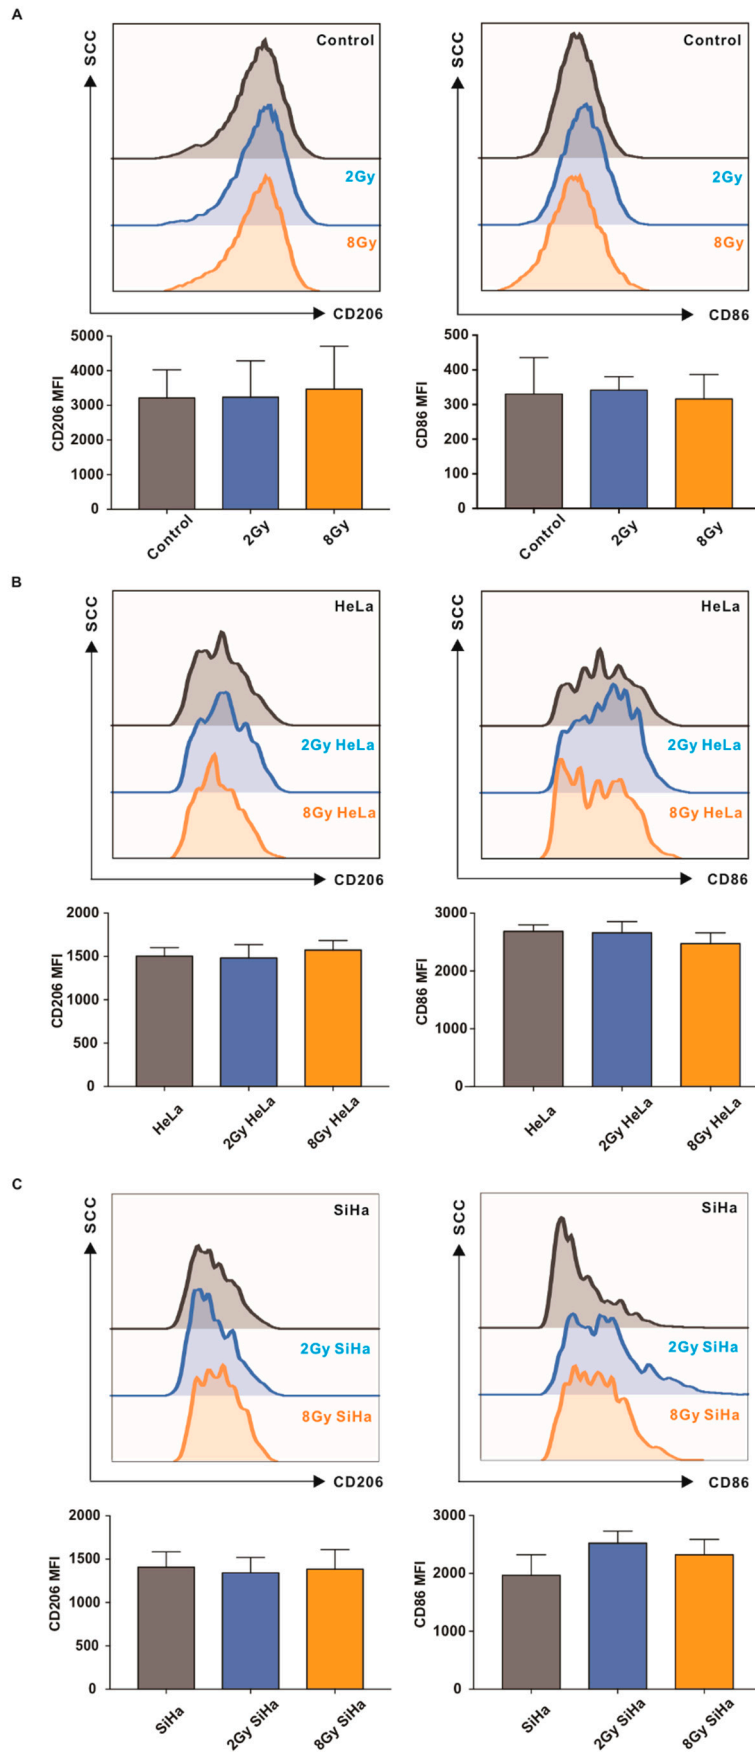 A
SCC
Control
2Gy
8Gy
CD206
SCC
Control
2Gy
8Gy
CD86
CD206 MFI
5000
4000
3000
2000
1000
0
Control
2Gy
8Gy
CD86 MFI
500
400
300
200
100
0
Control
2Gy
8Gy
B
SCC
HeLa
2Gy HeLa
8Gy HeLa
CD206
SCC
HeLa
2Gy HeLa
8Gy HeLa
CD86
CD206 MFI
2000
1500
1000
500
0
HeLa
2Gy HeLa
8Gy HeLa
CD86 MFI
3000
2000
1000
0
HeLa
2Gy HeLa
8Gy HeLa
C
SCC
SiHa
2Gy SiHa
8Gy SiHa
CD206
SCC
SiHa
2Gy SiHa
8Gy SiHa
CD86
CD206 MFI
2000
1500
1000
500
0
SiHa
2Gy SiHa
8Gy SiHa
CD86 MFI
3000
2000
1000
0
SiHa
2Gy SiHa
8Gy SiHa